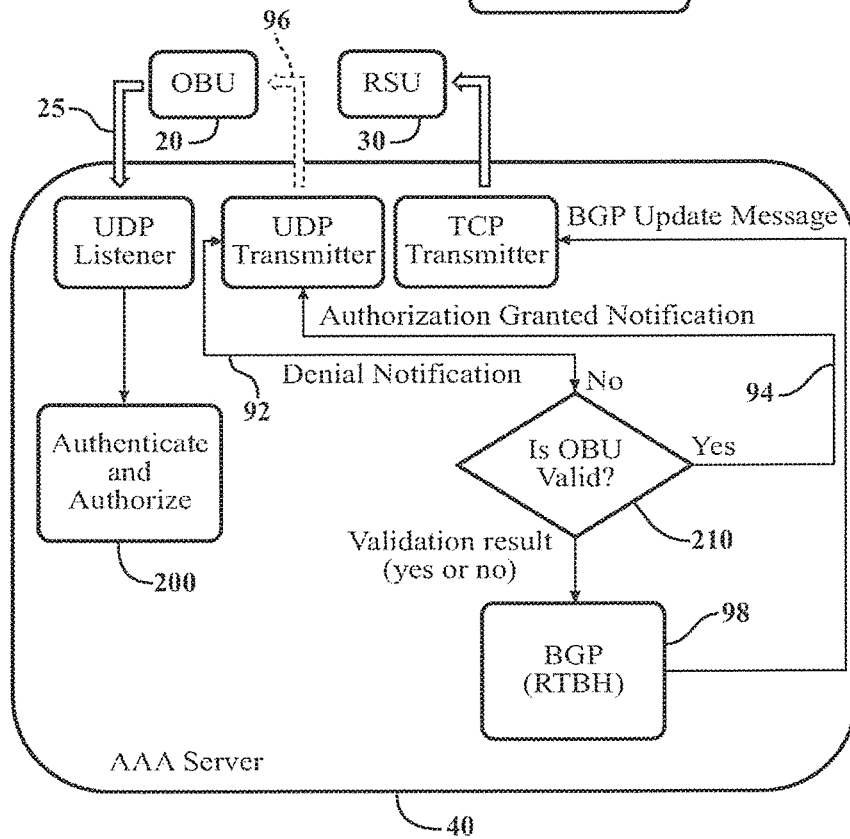 96
OBU
RSU
25
20
30
UDP
Listener
UDP
Transmitter
TCP
Transmitter
BGP Update Message
Authorization Granted Notification
Denial Notification
No
92
94
Authenticate
and
Authorize
Is OBU
Valid?
Yes
Validation result
(yes or no)
210
200
98
BGP
(RTBH)
AAA Server
40